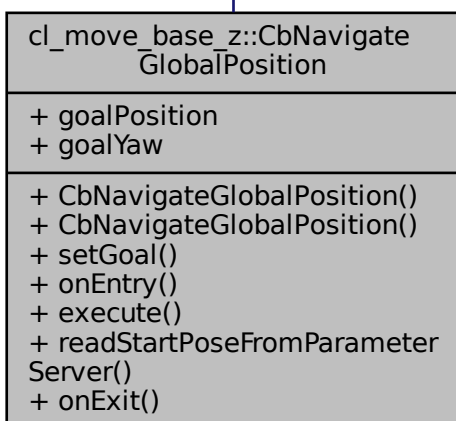 cl_move_base_z::CbNavigate
GlobalPosition
+ goalPosition
+ goalYaw
+ CbNavigateGlobalPosition()
+ CbNavigateGlobalPosition()
+ setGoal()
+ onEntry()
+ execute()
+ readStartPoseFromParameter
Server()
+ onExit()